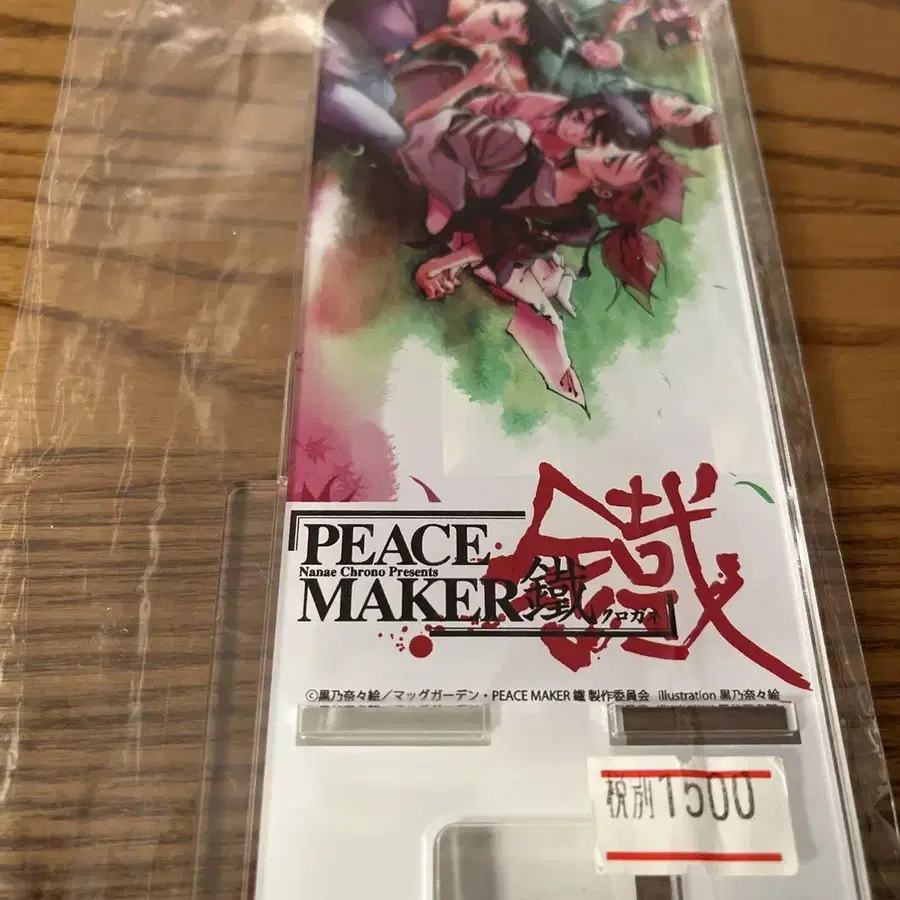 PEACE
Nanae Chrono Presents
MAKER鐵
クロガネ
鐵
©黒乃奈々絵／マッグガーデン・PEACE MAKER 鐵 製作委員会 illustration 黒乃奈々絵
税別1500